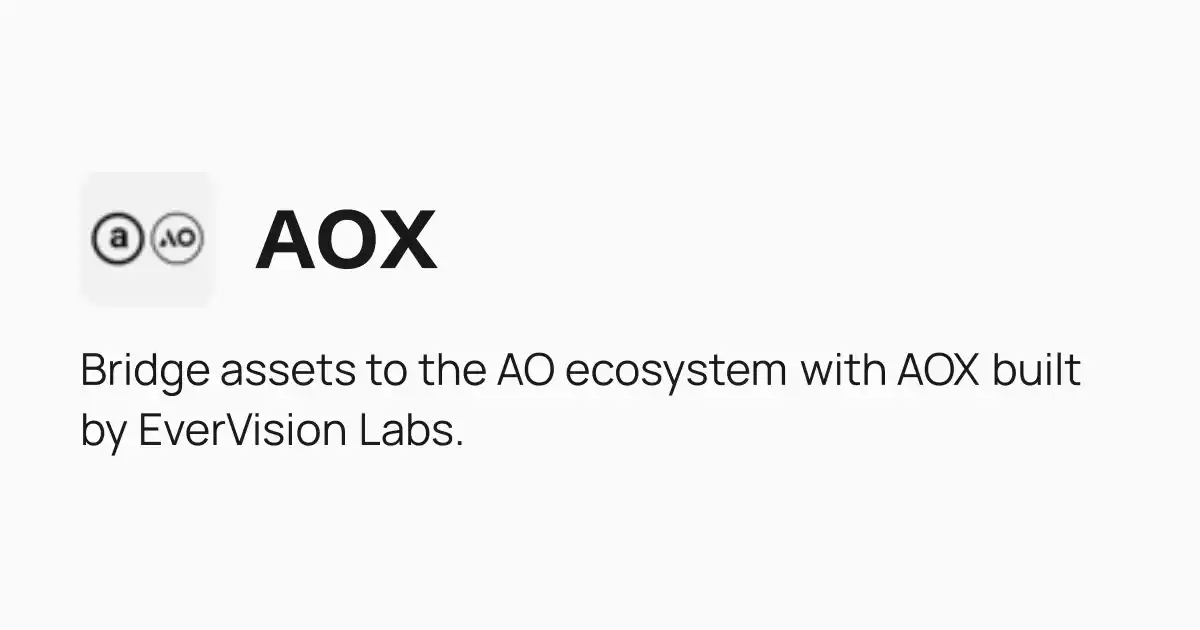 a AO
AOX
Bridge assets to the AO ecosystem with AOX built
by EverVision Labs.